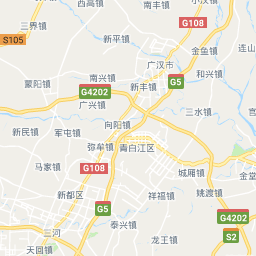 西高镇
南丰镇
G108
三界镇
S105
新平镇
金鱼镇
连山
广汉市
南兴镇
和兴镇
蒙阳镇
新丰镇
G5
G4202
广兴镇
三水镇
向阳镇
新民镇
军屯镇
弥牟镇
青白江区
马家镇
G108
城厢镇
金堂
祥福镇
姚渡镇
新都区
G5
泰兴镇
G4202
三河
S2
天回镇
龙王镇